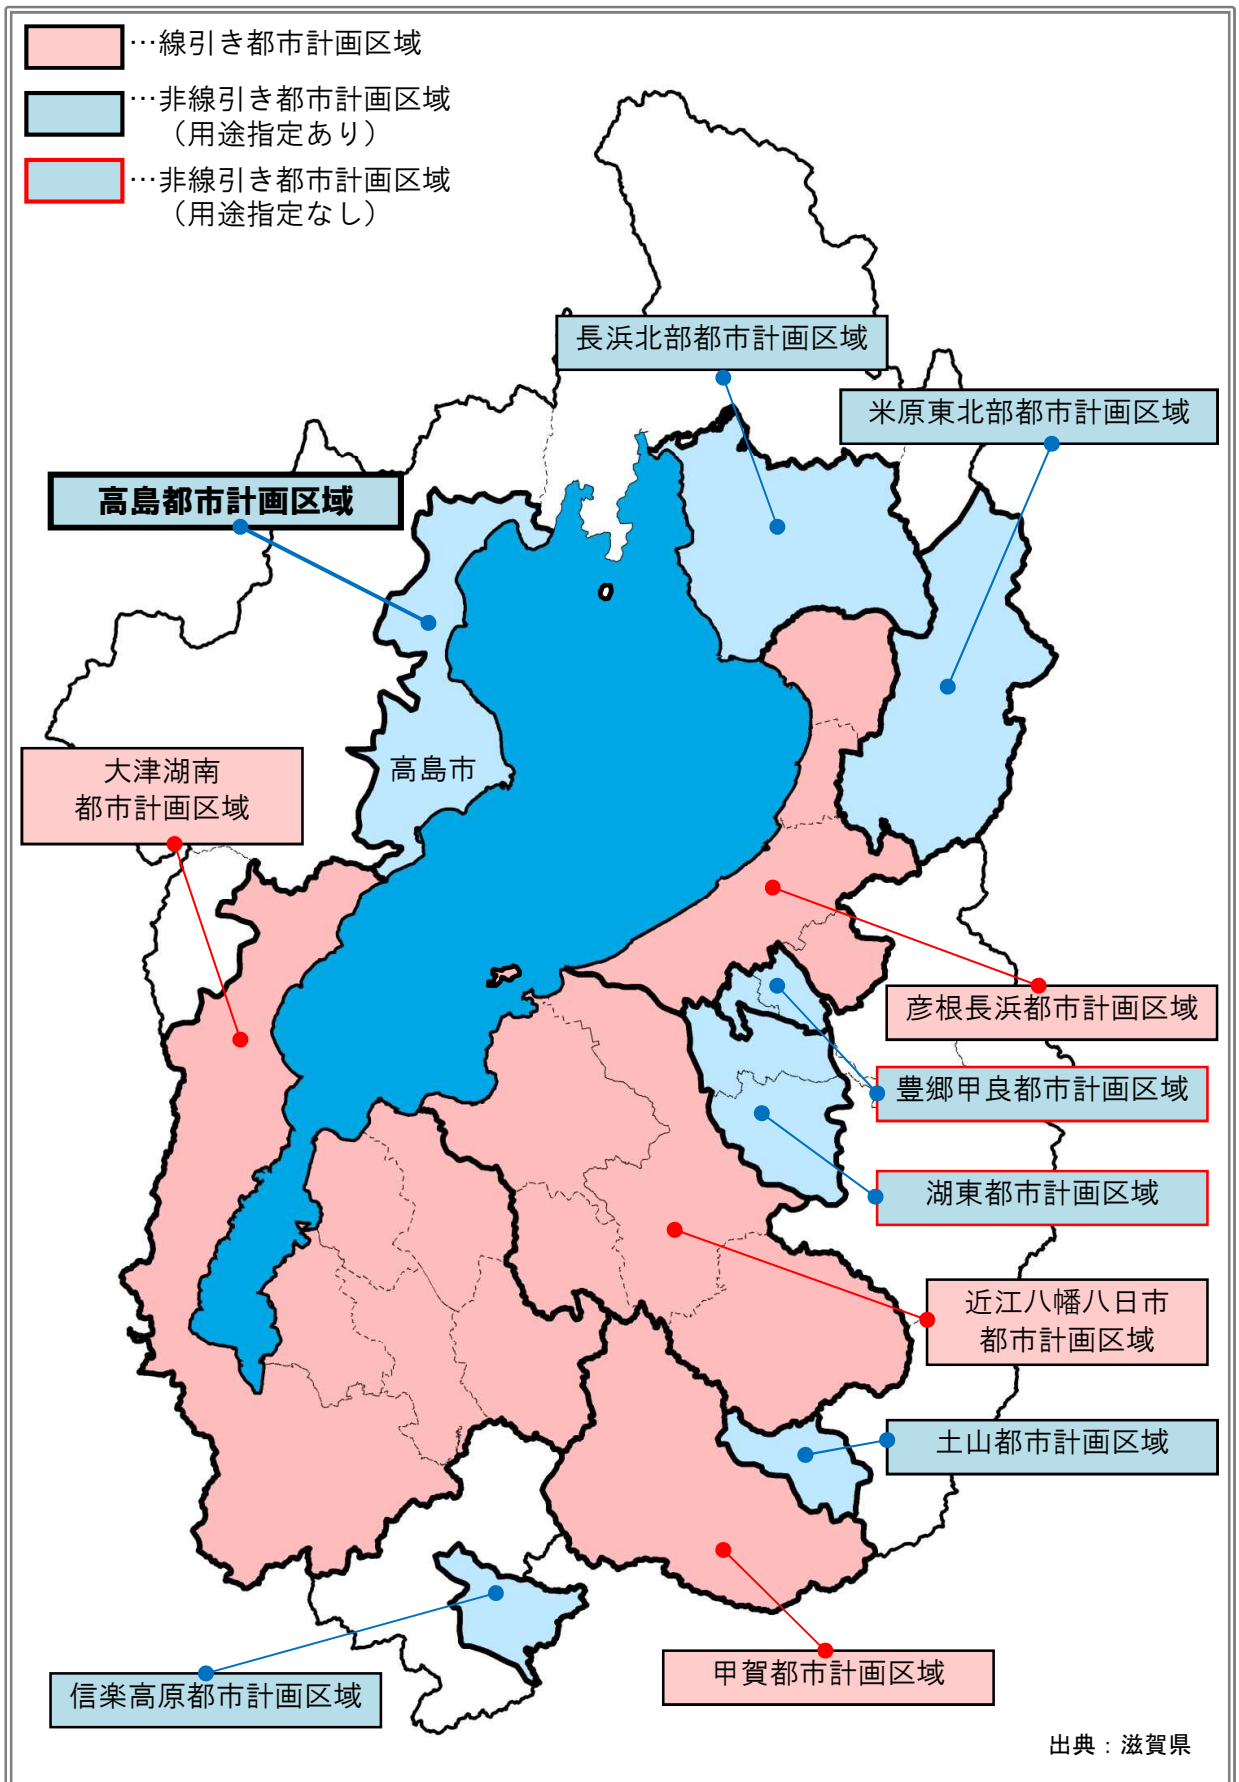 …線引き都市計画区域
…非線引き都市計画区域
（用途指定あり）
…非線引き都市計画区域
（用途指定なし）
長浜北部都市計画区域
米原東北部都市計画区域
高島都市計画区域
高島市
大津湖南
都市計画区域
彦根長浜都市計画区域
豊郷甲良都市計画区域
湖東都市計画区域
近江八幡八日市
都市計画区域
土山都市計画区域
甲賀都市計画区域
信楽高原都市計画区域
出典：滋賀県